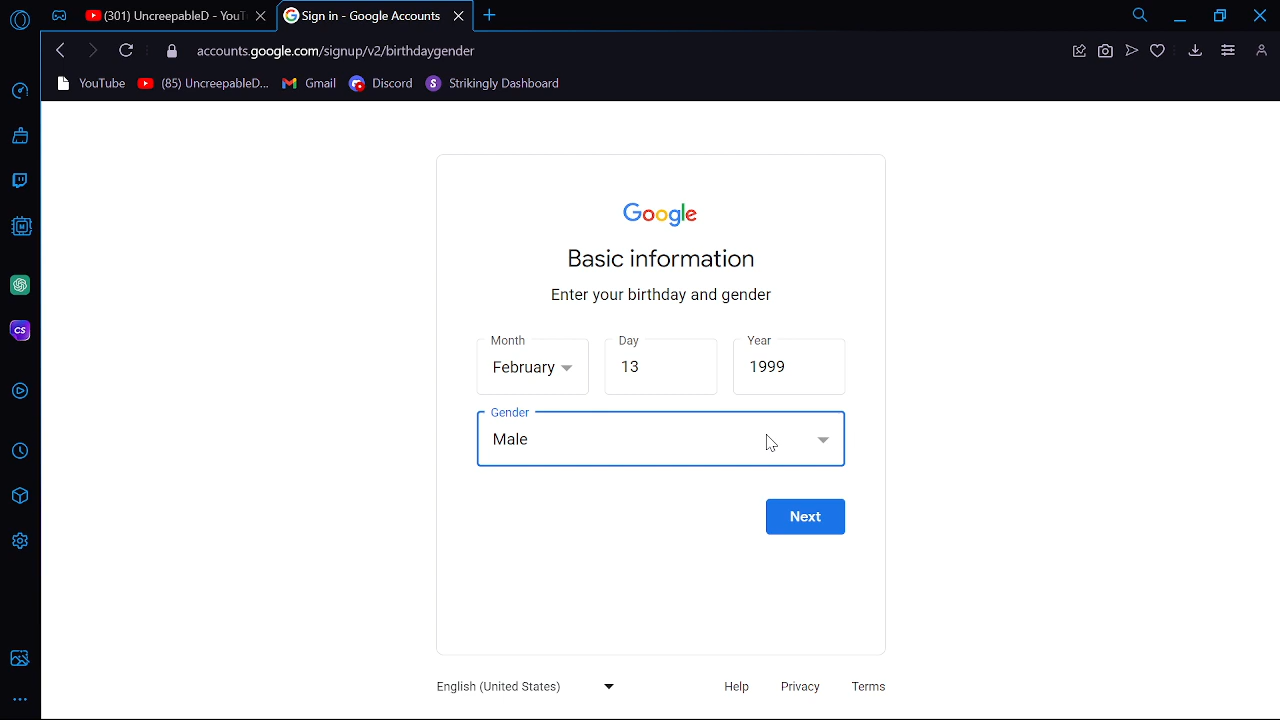 (301) UncreepableD - YouT
Sign in - Google Accounts
accounts.google.com/signup/v2/birthdaygender
YouTube
(85) UncreepableD...
Gmail
Discord
S
Strikingly Dashboard
M
CS
Google
Basic information
Enter your birthday and gender
Month
Day
Year
February
13
1999
Gender
Male
Next
English (United States)
Help
Privacy
Terms